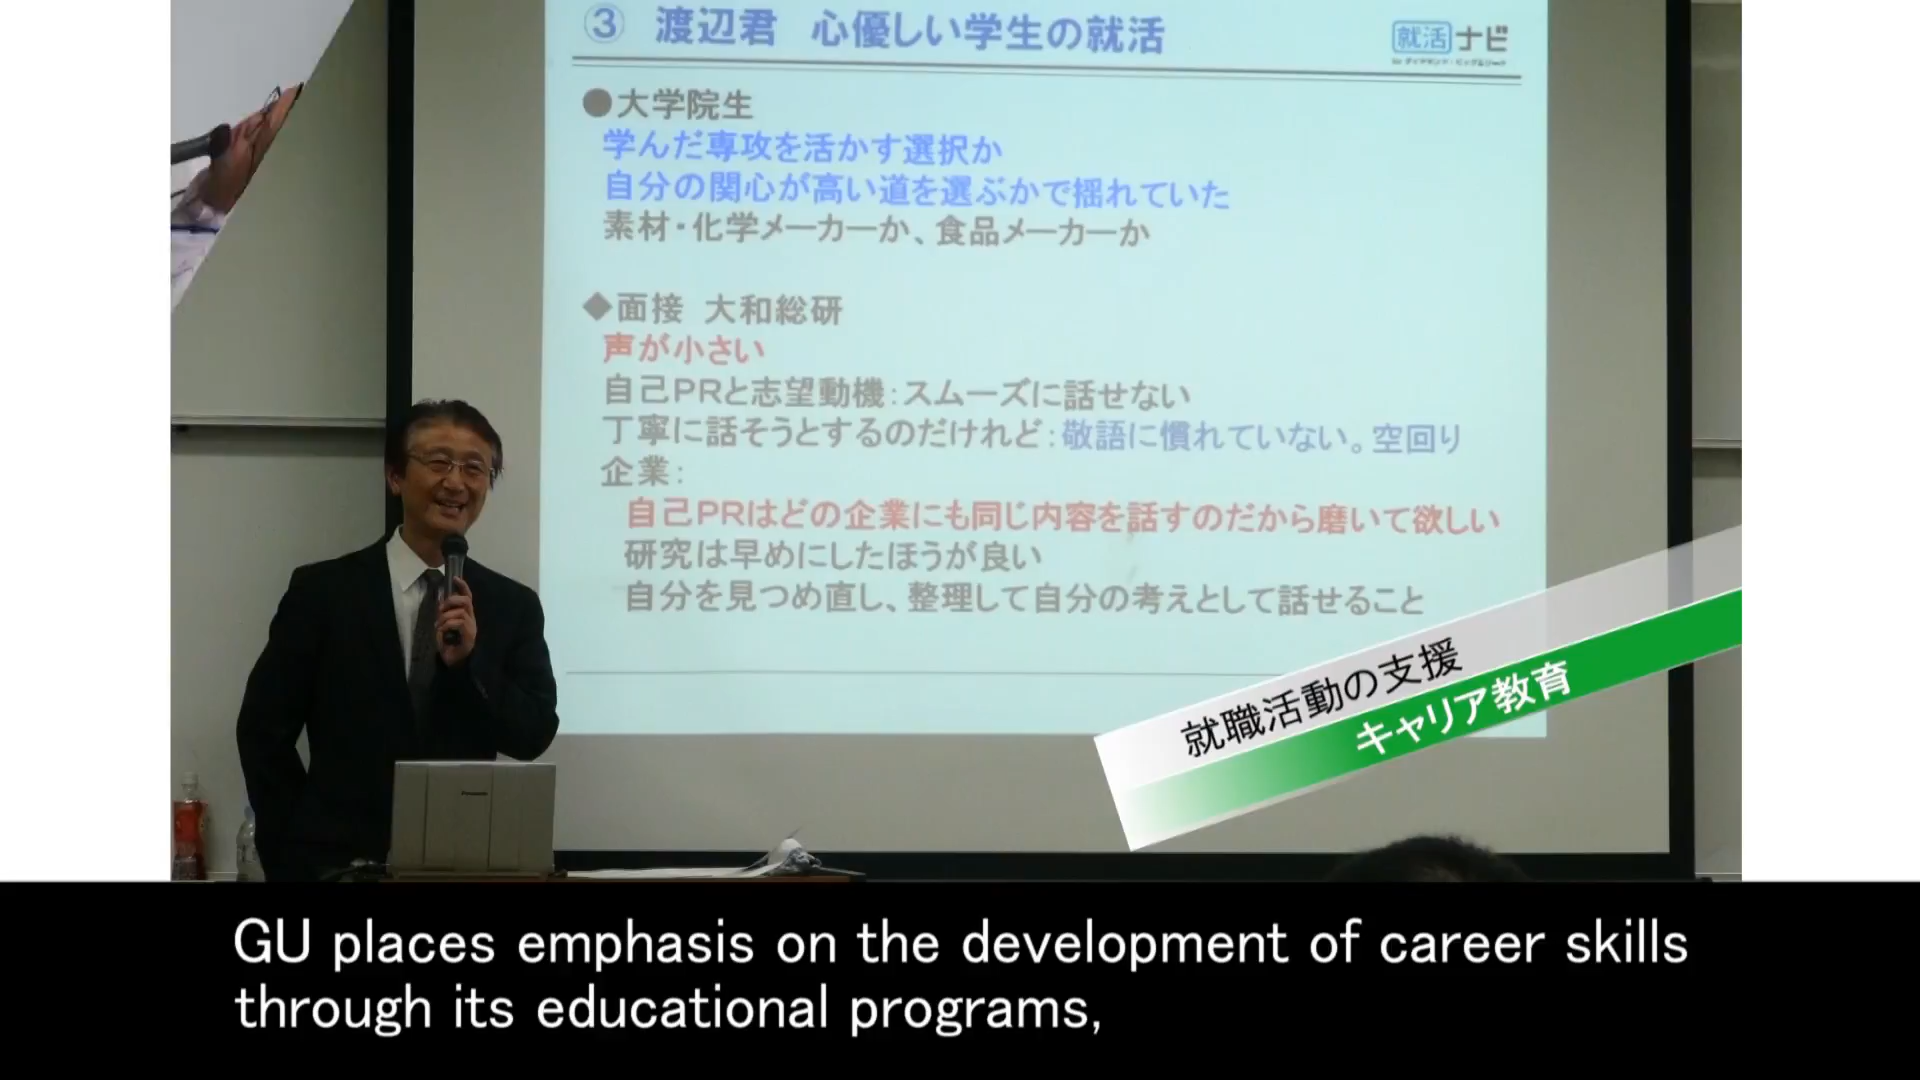 ③ 渡辺君 心優しい学生の就活
就活ナビ
●大学院生
学んだ専攻を活かす選択か
自分の関心が高い道を選ぶかで揺れていた
素材・化学メーカーか、食品メーカーか
◆面接 大和総研
声が小さい
自己PRと志望動機:スムーズに話せない
丁寧に話そうとするのだけれど:敬語に慣れていない。空回り
企業:
自己PRはどの企業にも同じ内容を話すのだから磨いて欲しい
研究は早めにしたほうが良い
自分を見つめ直し、整理して自分の考えとして話せること
就職活動の支援
キャリア教育
Panasonic
GU places emphasis on the development of career skills
through its educational programs,